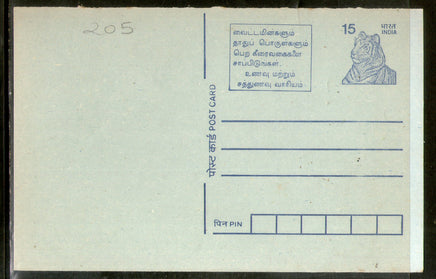 205
வைட்டமின்களும்
தாதுப் பொருள்களும்
பெற கீரைவகைகளை
சாப்பிடுங்கள்.
உணவு மற்றும்
சத்துணவு வாரியம்
15
भारत
INDIA
पोस्ट कार्ड POST CARD
पिन PIN